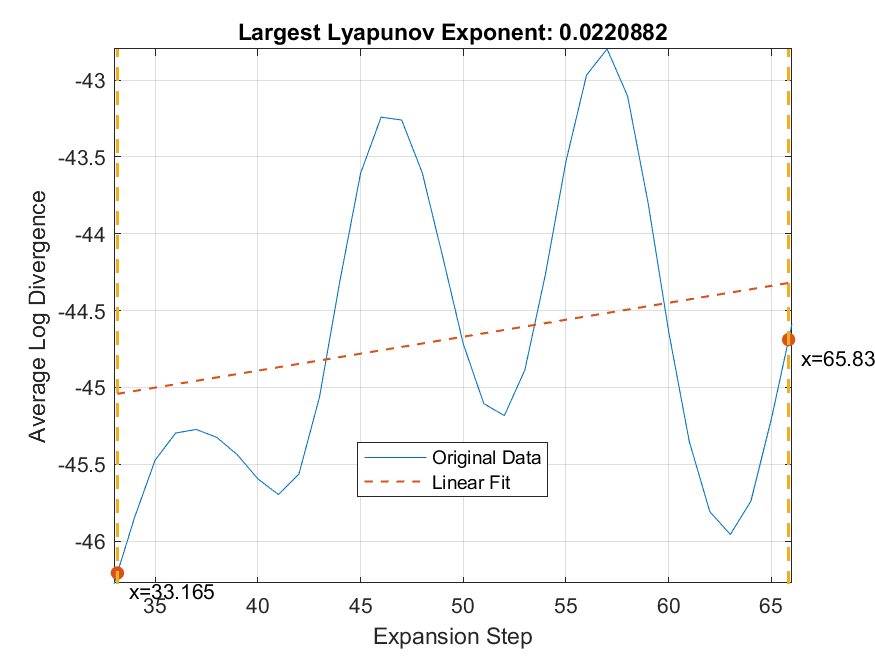 Largest Lyapunov Exponent: 0.0220882
Average Log Divergence
-43
-43.5
-44
-44.5
-45
-45.5
-46
x=65.83
Original Data
Linear Fit
x=33.165
35 40 45 50 55 60 65
Expansion Step